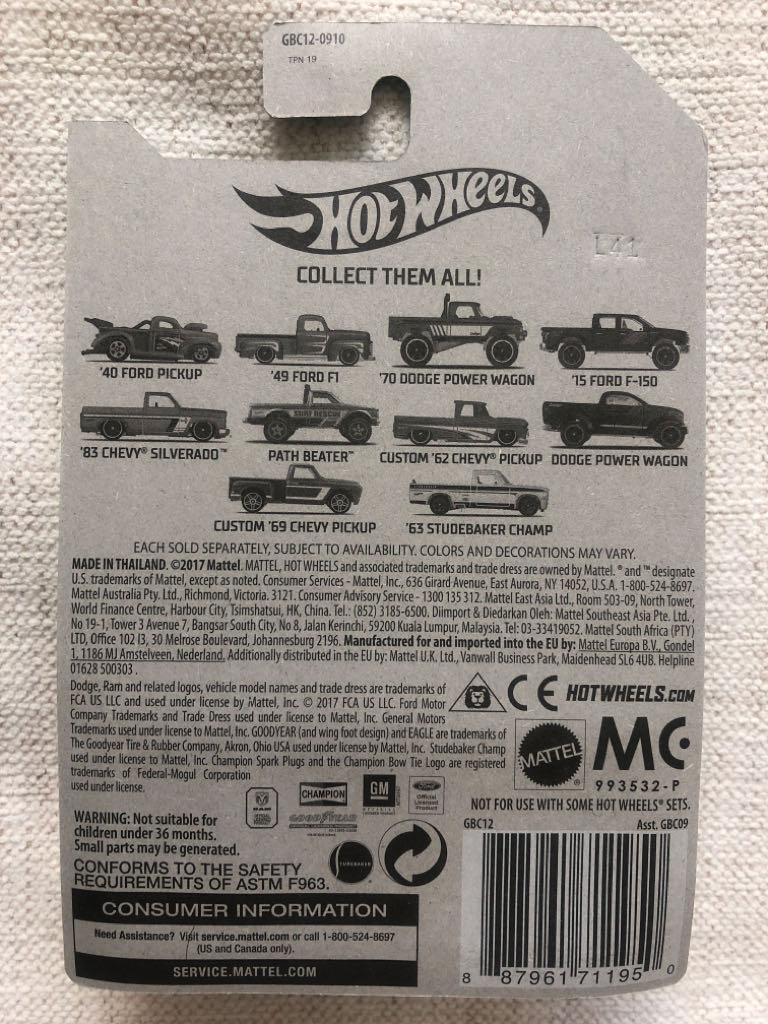 GBC12-0910
TPN 19
HOT WHEELS
L41
COLLECT THEM ALL!
'40 FORD PICKUP
'49 FORD F1
'70 DODGE POWER WAGON
'15 FORD F-150
SURF RESCUE
'83 CHEVY® SILVERADO™
PATH BEATER™
CUSTOM '62 CHEVY® PICKUP
DODGE POWER WAGON
CUSTOM '69 CHEVY PICKUP
'63 STUDEBAKER CHAMP
EACH SOLD SEPARATELY, SUBJECT TO AVAILABILITY. COLORS AND DECORATIONS MAY VARY.
MADE IN THAILAND. ©2017 Mattel. MATTEL, HOT WHEELS and associated trademarks and trade dress are owned by Mattel. ® and ™ designate
U.S. trademarks of Mattel, except as noted. Consumer Services - Mattel, Inc., 636 Girard Avenue, East Aurora, NY 14052, U.S.A. 1-800-524-8697.
Mattel Australia Pty. Ltd., Richmond, Victoria. 3121. Consumer Advisory Service - 1300 135 312. Mattel East Asia Ltd., Room 503-09, North Tower,
World Finance Centre, Harbour City, Tsimshatsui, HK, China. Tel.: (852) 3185-6500. Diimport & Diedarkan Oleh: Mattel Southeast Asia Pte. Ltd.,
No 19-1, Tower 3 Avenue 7, Bangsar South City, No 8, Jalan Kerinchi, 59200 Kuala Lumpur, Malaysia. Tel: 03-33419052. Mattel South Africa (PTY)
LTD, Office 102 I3, 30 Melrose Boulevard, Johannesburg 2196. Manufactured for and imported into the EU by: Mattel Europa B.V., Gondel
1, 1186 MJ Amstelveen, Nederland. Additionally distributed in the EU by: Mattel U.K. Ltd., Vanwall Business Park, Maidenhead SL6 4UB. Helpline
01628 500303.
Dodge, Ram and related logos, vehicle model names and trade dress are trademarks of
FCA US LLC and used under license by Mattel, Inc. © 2017 FCA US LLC. Ford Motor
Company Trademarks and Trade Dress used under license to Mattel, Inc. General Motors
Trademarks used under license to Mattel, Inc. GOODYEAR (and wing foot design) and EAGLE are trademarks of
The Goodyear Tire & Rubber Company, Akron, Ohio USA used under license by Mattel, Inc. Studebaker Champ
used under license to Mattel, Inc. Champion Spark Plugs and the Champion Bow Tie Logo are registered
trademarks of Federal-Mogul Corporation
used under license.
CE HOTWHEELS.COM
MATTEL
®
MC
993532-P
NOT FOR USE WITH SOME HOT WHEELS® SETS.
RAM
CHAMPION
GOODYEAR
GM
Ford
Official
Licensed
Product
STUDEBAKER
WARNING: Not suitable for
children under 36 months.
Small parts may be generated.
CONFORMS TO THE SAFETY
REQUIREMENTS OF ASTM F963.
CONSUMER INFORMATION
Need Assistance? Visit service.mattel.com or call 1-800-524-8697
(US and Canada only).
SERVICE.MATTEL.COM
GBC12
Asst. GBC09
8 87961 71195 0